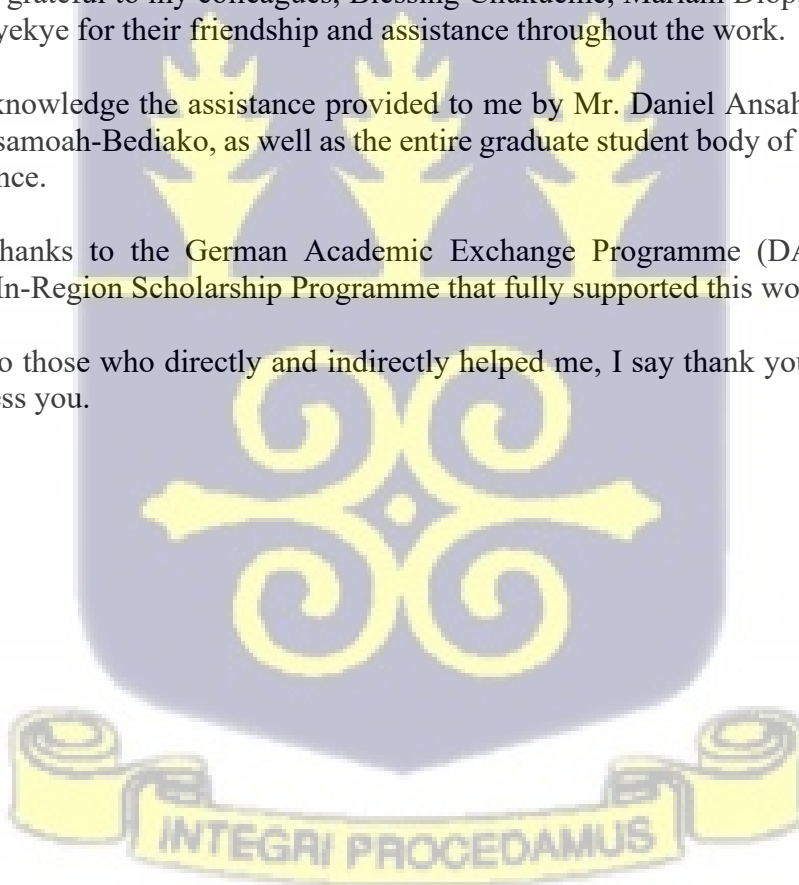 grateful to my colleagues, Blessing Chukueme, Mariam Diop,
yekye for their friendship and assistance throughout the work.
knowledge the assistance provided to me by Mr. Daniel Ansah
samoah-Bediako, as well as the entire graduate student body of
nce.
hanks to the German Academic Exchange Programme (DA
In-Region Scholarship Programme that fully supported this wo
o those who directly and indirectly helped me, I say thank you
ess you.
INTEGRI PROCEDAMUS